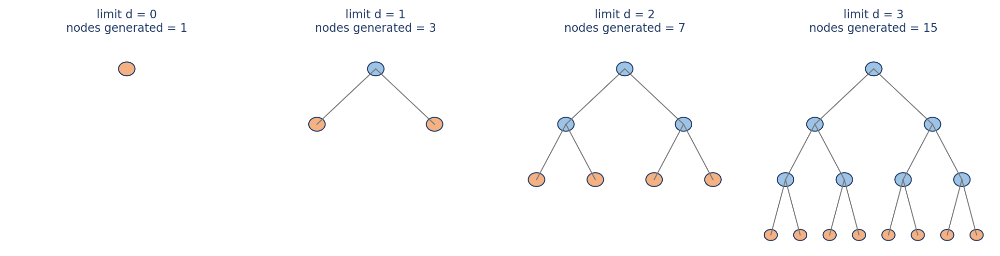 limit d = 0
nodes generated = 1
limit d = 1
nodes generated = 3
limit d = 2
nodes generated = 7
limit d = 3
nodes generated = 15